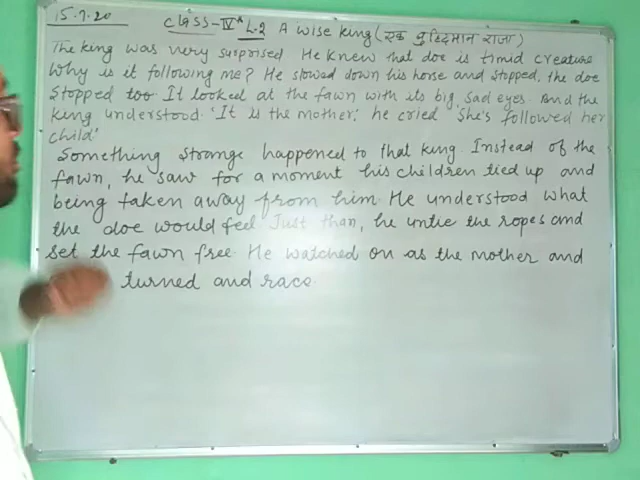 15.7.20 CLASS-IV^A L.2 A wise king (एक बुद्धिमान राजा)
The king was very surprised He knew that doe is timid creature
Why is it following me? He slowed down his horse and stopped. the doe
stopped too It looked at the fawn with its big, sad eyes. And the
king understood. 'It is the mother,' he cried 'She's followed her
child'
Something strange happened to that king. Instead of the
fawn, he saw for a moment his children tied up and
being taken away from him. He understood what
the doe would feel Just than, he untie the ropes and
set the fawn free. He watched on as the mother and
turned and race.